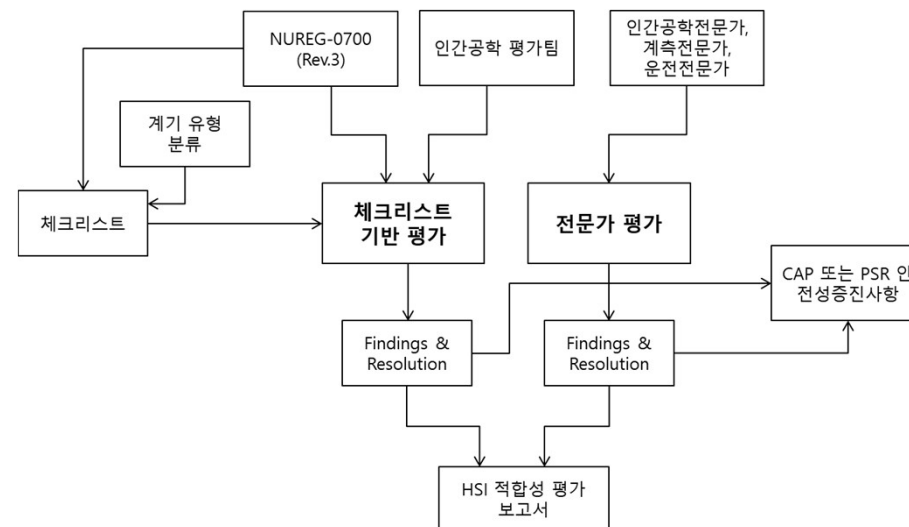 NUREG-0700
(Rev.3)
인간공학 평가팀
인간공학전문가,
계측전문가,
운전전문가
계기 유형
분류
체크리스트
체크리스트
기반 평가
전문가 평가
CAP 또는 PSR 안
전성증진사항
Findings &
Resolution
Findings &
Resolution
HSI 적합성 평가
보고서